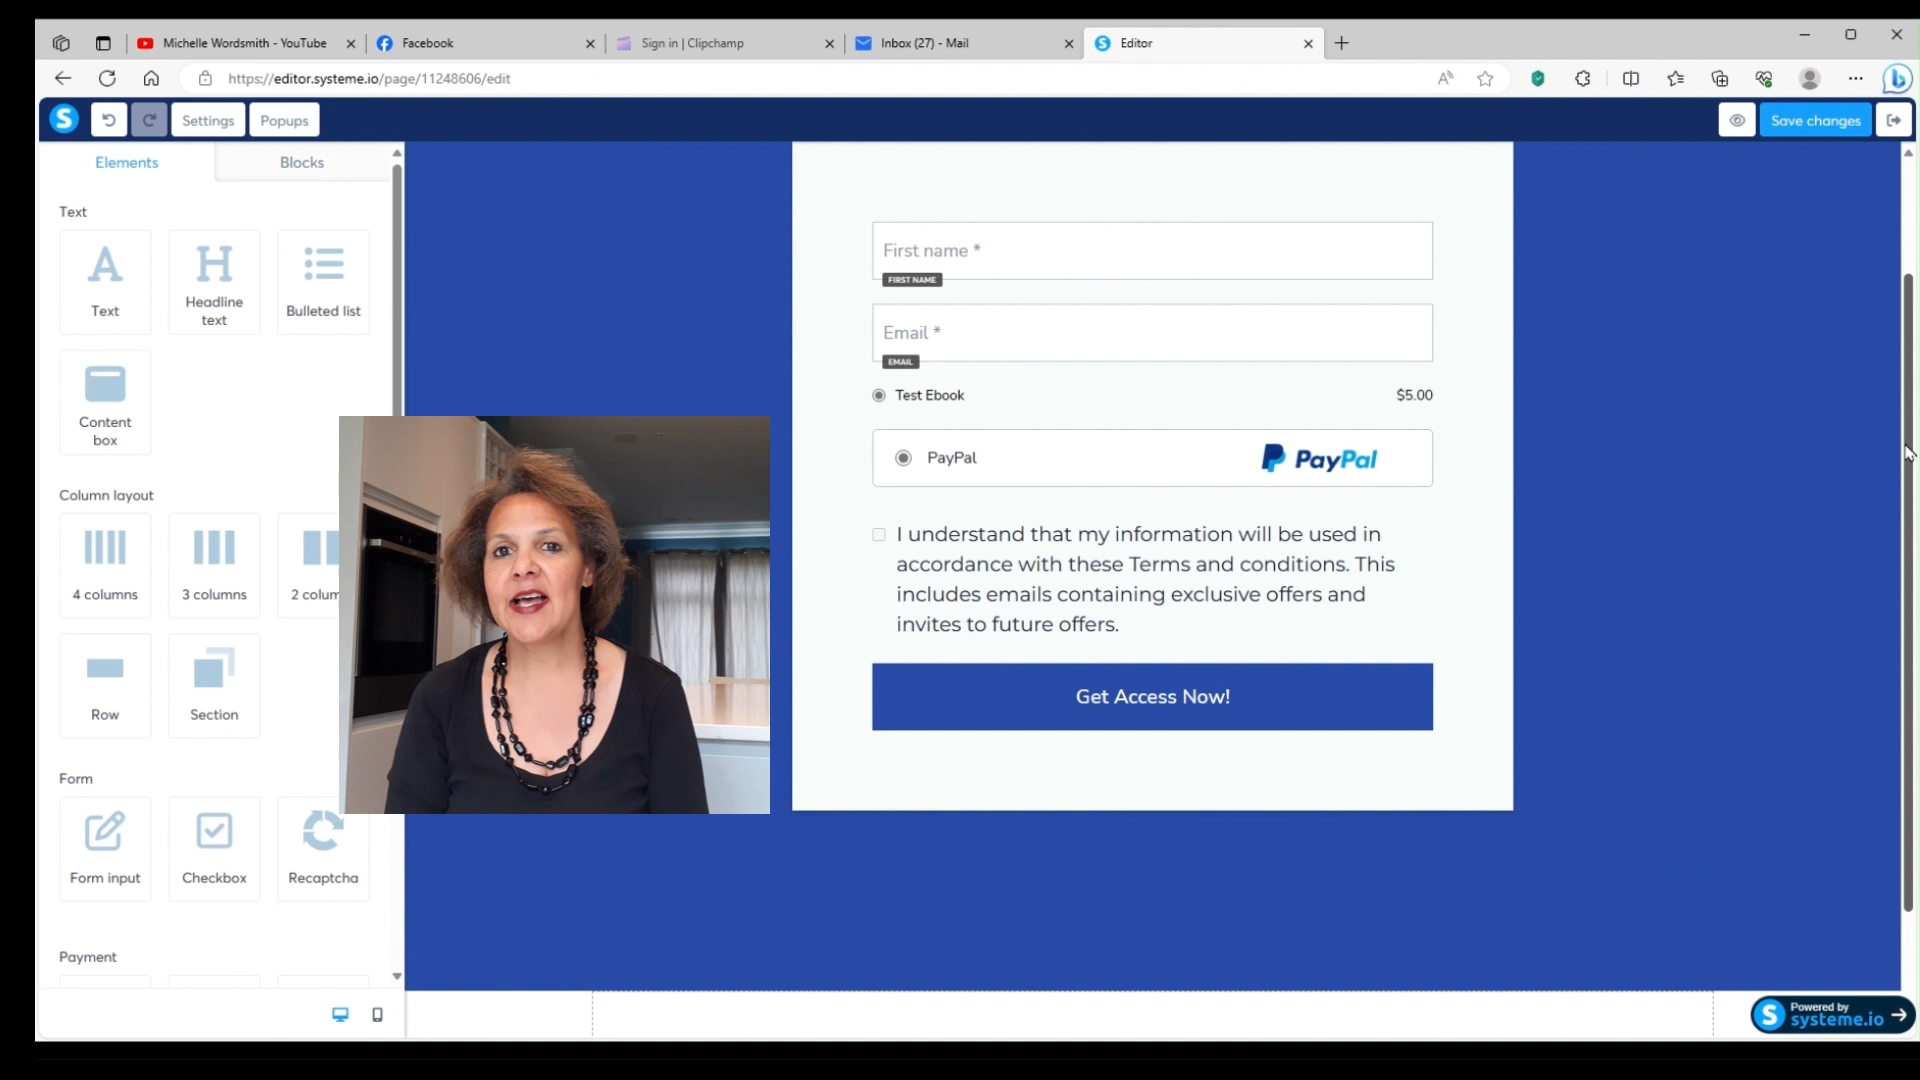 Michelle Wordsmith - YouTube
Facebook
Sign in | Clipchamp
Inbox (27) - Mail
Editor
https://editor.systeme.io/page/11248606/edit
Settings
Popups
Save changes
Elements
Blocks
Text
Text
Headline
text
Bulleted list
Content
box
Column layout
4 columns
3 columns
2 colum
Row
Section
Form
Form input
Checkbox
Recaptcha
Payment
First name *
FIRST NAME
Email *
EMAIL
Test Ebook
$5.00
PayPal
PayPal
I understand that my information will be used in
accordance with these Terms and conditions. This
includes emails containing exclusive offers and
invites to future offers.
Get Access Now!
Powered by
systeme.io